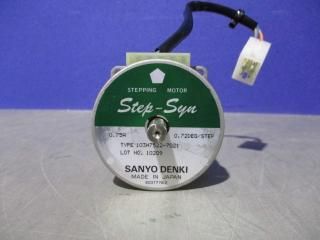 STEPPING MOTOR
Step-Syn
0.75A 0.72DEG/STEP
TYPE 103H7522-7021
LOT NO. 10209
SANYO DENKI
MADE IN JAPAN